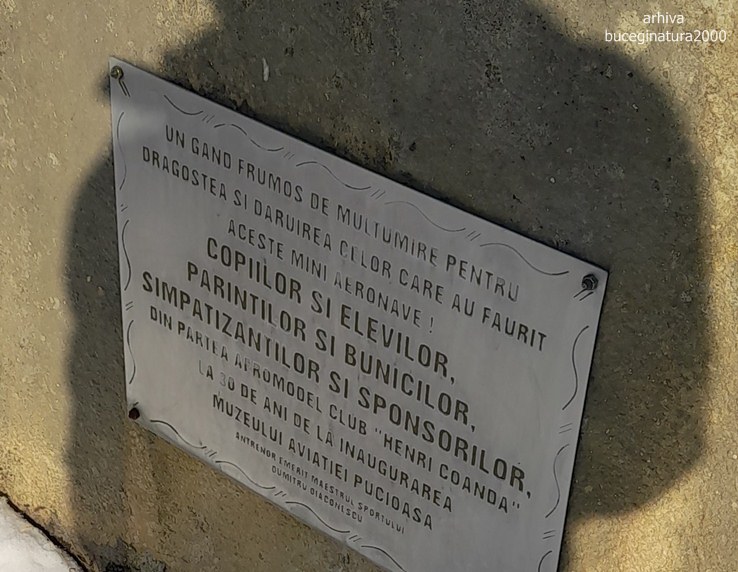 arhiva
buceginatura2000
UN GAND FRUMOS DE MULTUMIRE PENTRU
DRAGOSTEA SI DARUIREA CELOR CARE AU FAURIT
ACESTE MINI AERONAVE !
COPIILOR SI ELEVILOR,
PARINTILOR SI BUNICILOR,
SIMPATIZANTILOR SI SPONSORILOR,
DIN PARTEA AEROMODEL CLUB "HENRI COANDA"
LA 30 DE ANI DE LA INAUGURAREA
MUZEULUI AVIATIEI PUCIOASA
ANTRENOR EMERIT MAESTRUL SPORTULUI
DUMITRU DIACONESCU